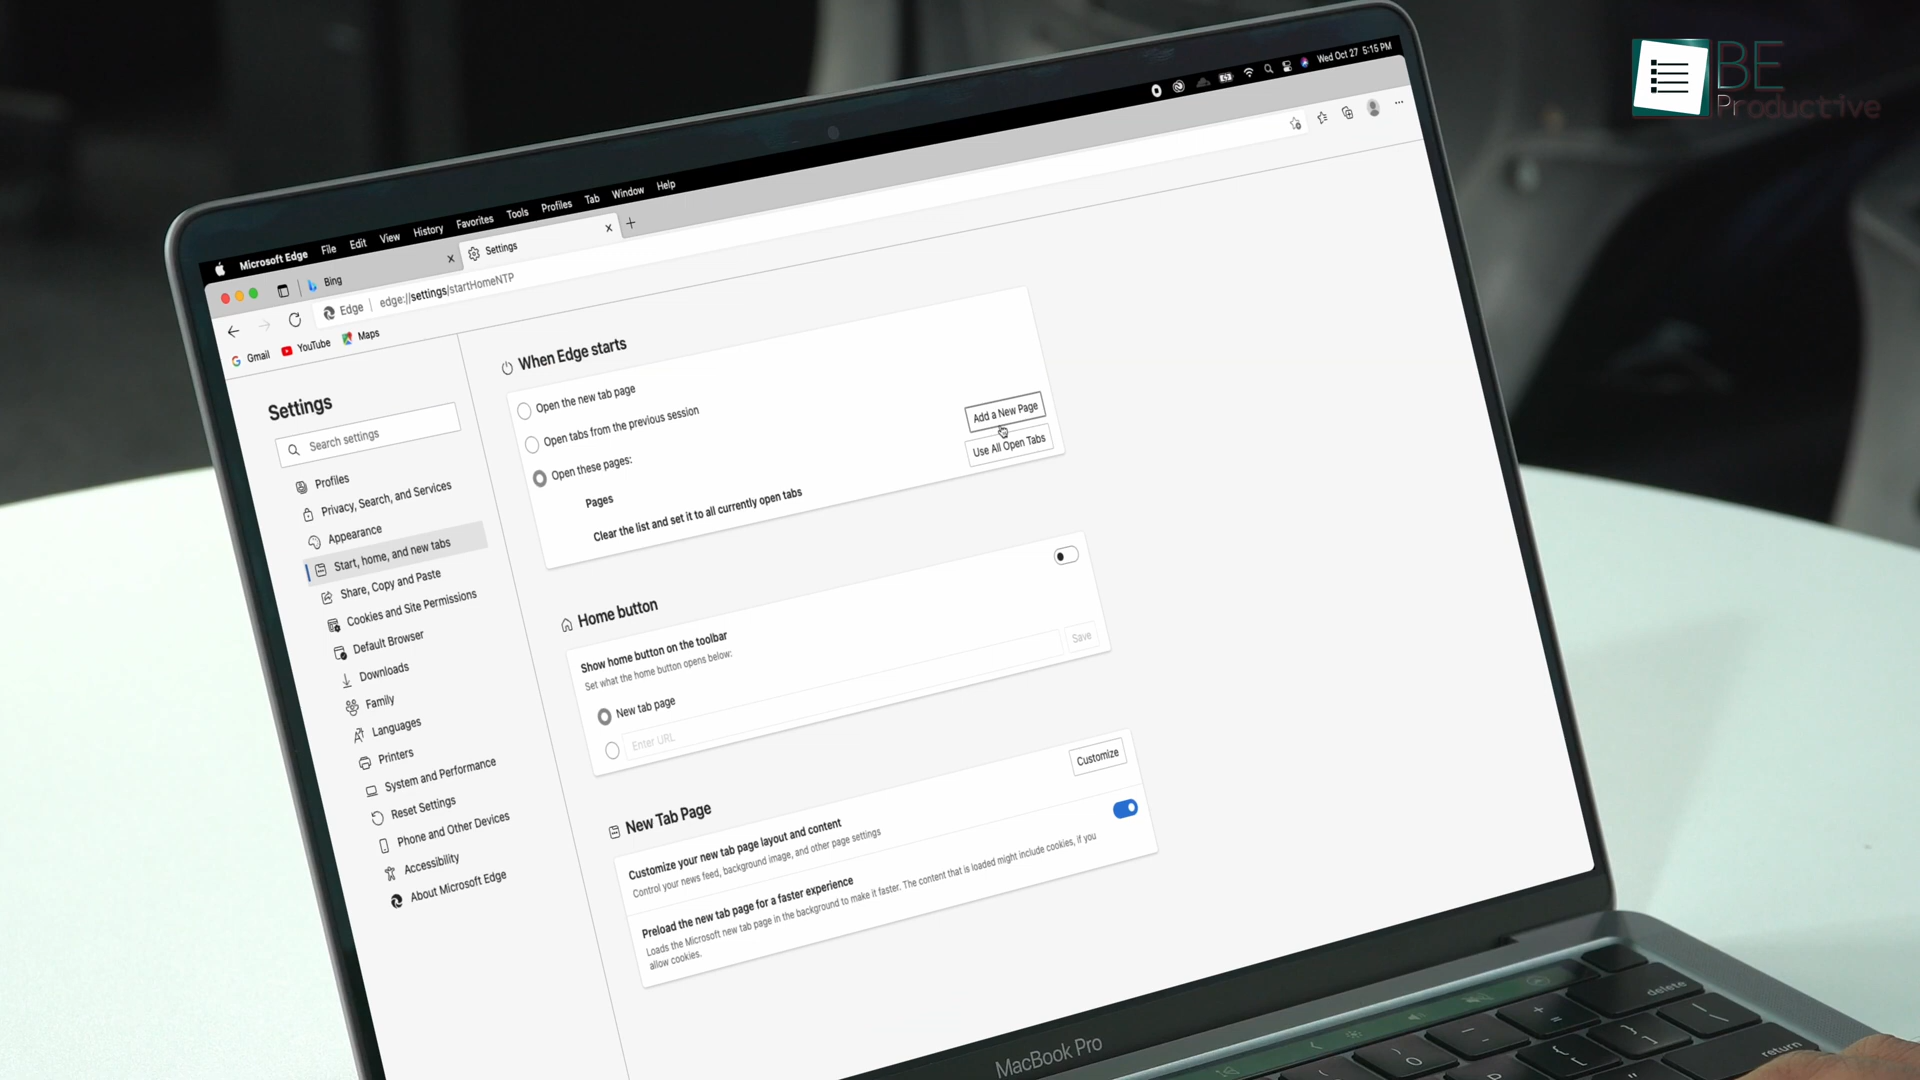 BE
Productive
Wed Oct 27 5:15 PM
Microsoft Edge File Edit View History Favorites Tools Profiles Tab Window Help
Bing
Settings
Edge | edge://settings/startHomeNTP
Gmail YouTube Maps
Settings
Search settings
Profiles
Privacy, Search, and Services
Appearance
Start, home, and new tabs
Share, Copy and Paste
Cookies and Site Permissions
Default Browser
Downloads
Family
Languages
Printers
System and Performance
Reset Settings
Phone and Other Devices
Accessibility
About Microsoft Edge
When Edge starts
Open the new tab page
Open tabs from the previous session
Open these pages:
Pages
Add a New Page
Clear the list and set it to all currently open tabs
Use All Open Tabs
Home button
Show home button on the toolbar
Set what the home button opens below:
New tab page
Enter URL
Save
New Tab Page
Customize your new tab page layout and content
Control your news feed, background image, and other page settings
Customize
Preload the new tab page for a faster experience
Loads the Microsoft new tab page in the background to make it faster. The content that is loaded might include cookies, if you
allow cookies.
MacBook Pro
delete
return